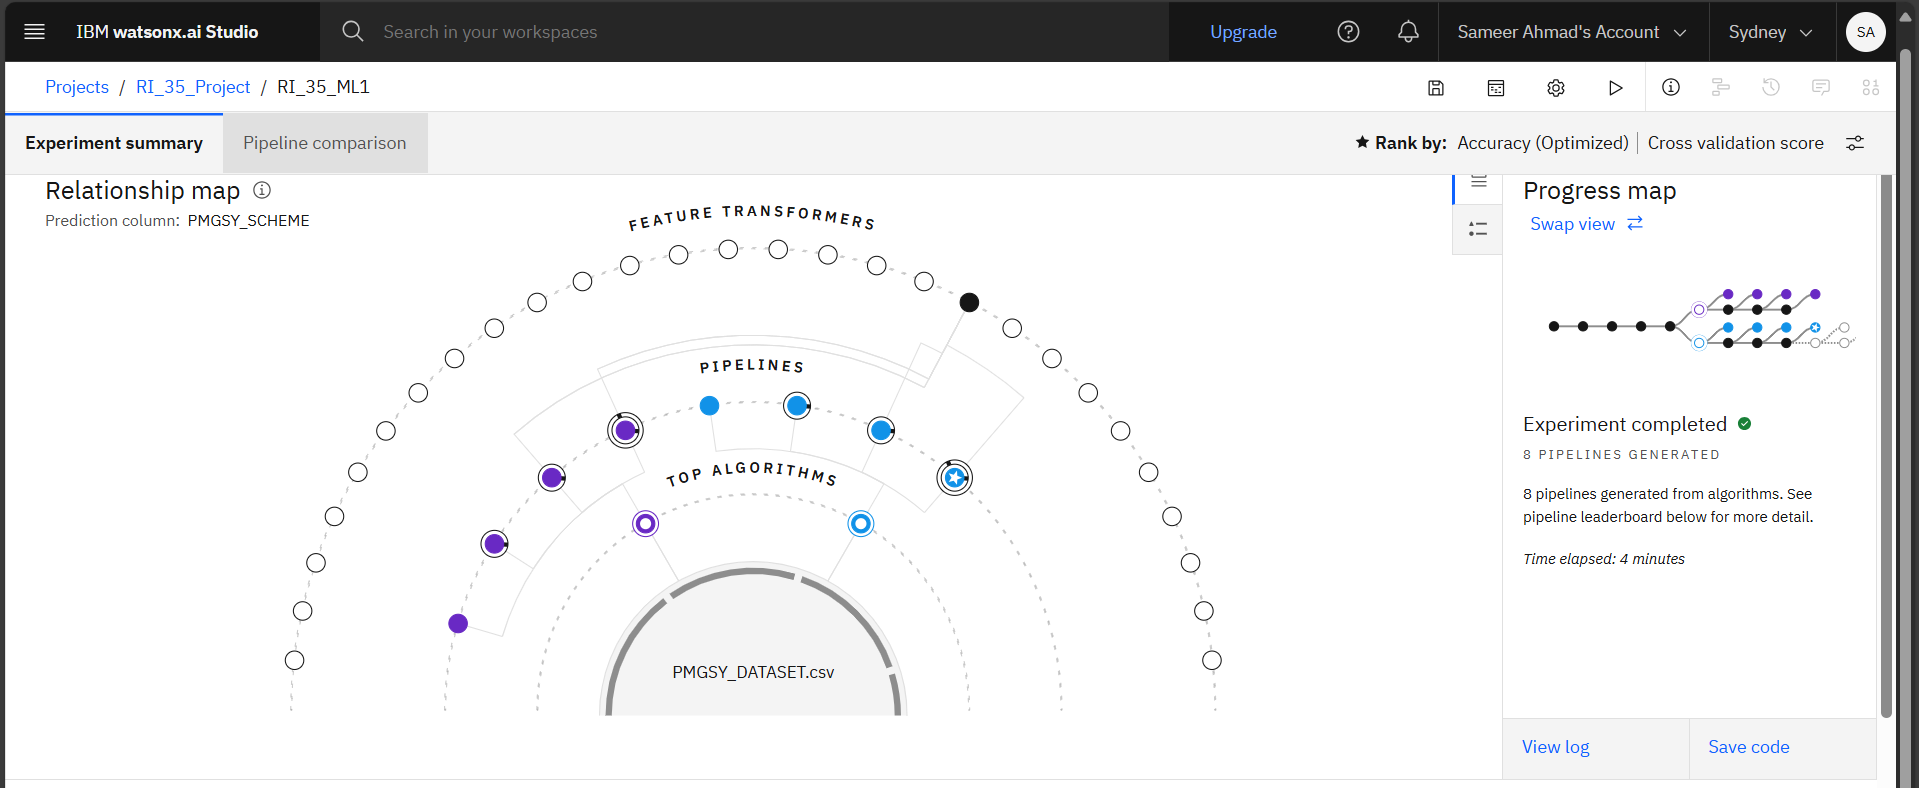 IBM watsonx.ai Studio
Search in your workspaces
Upgrade
Sameer Ahmad's Account
Sydney
SA
Projects / RI_35_Project / RI_35_ML1
Experiment summary
Pipeline comparison
Rank by: Accuracy (Optimized) | Cross validation score
Relationship map
Prediction column: PMGSY_SCHEME
FEATURE TRANSFORMERS
PIPELINES
TOP ALGORITHMS
PMGSY_DATASET.csv
Progress map
Swap view
Experiment completed
8 PIPELINES GENERATED
8 pipelines generated from algorithms. See
pipeline leaderboard below for more detail.
Time elapsed: 4 minutes
View log
Save code